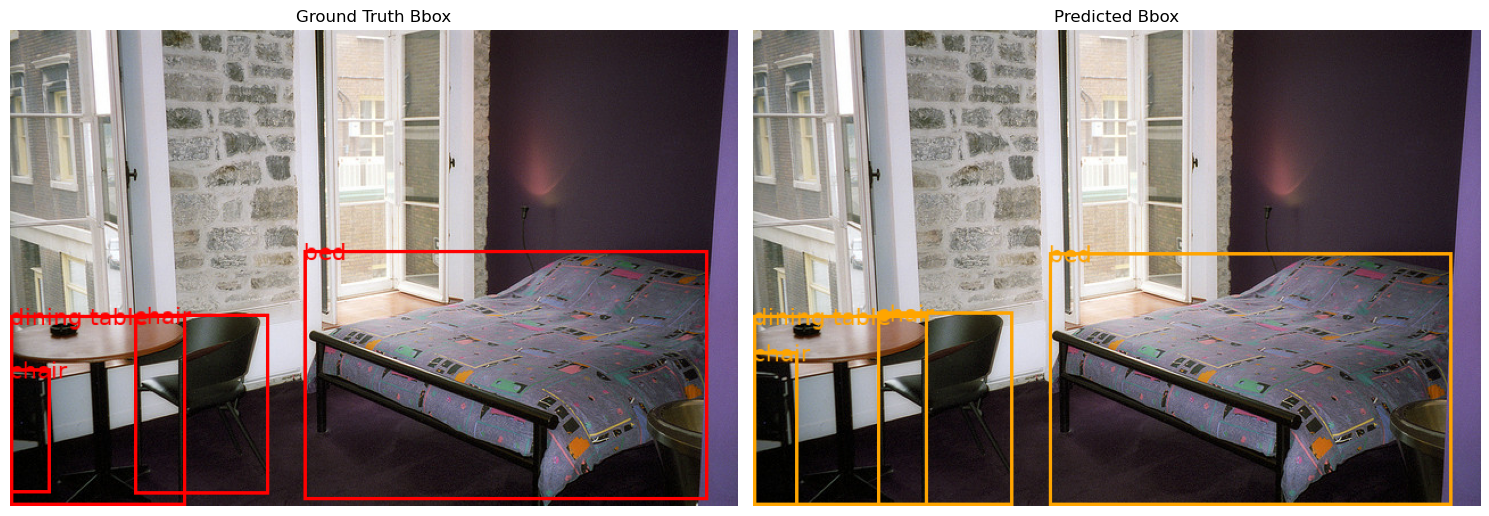 Ground Truth Bbox
bed
dining table chair
chair
Predicted Bbox
bed
dining table chair
chair